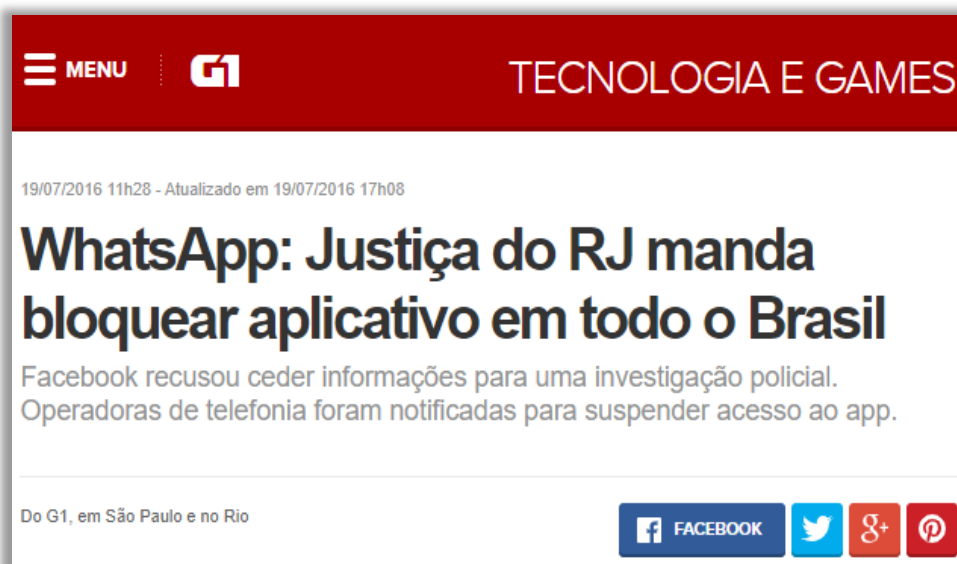 MENU
G1
TECNOLOGIA E GAMES
19/07/2016 11h28 - Atualizado em 19/07/2016 17h08
WhatsApp: Justiça do RJ manda
bloquear aplicativo em todo o Brasil
Facebook recusou ceder informações para uma investigação policial.
Operadoras de telefonia foram notificadas para suspender acesso ao app.
Do G1, em São Paulo e no Rio
f FACEBOOK
g+